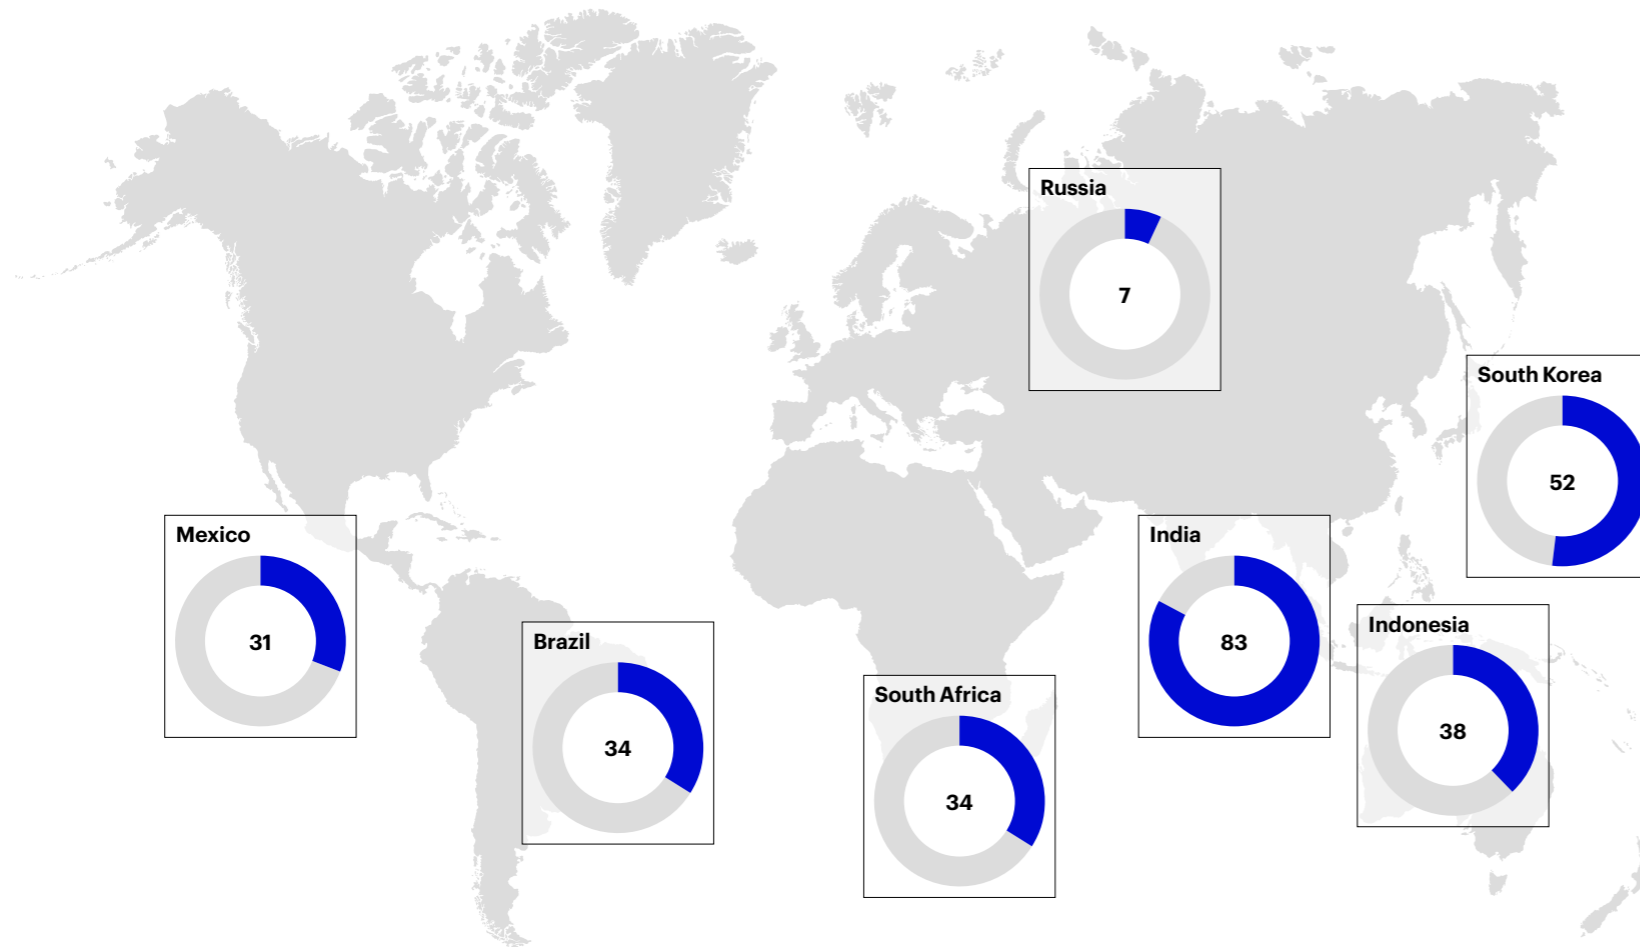 Russia
7
South Korea
52
Mexico
31
India
83
Indonesia
38
Brazil
34
South Africa
34